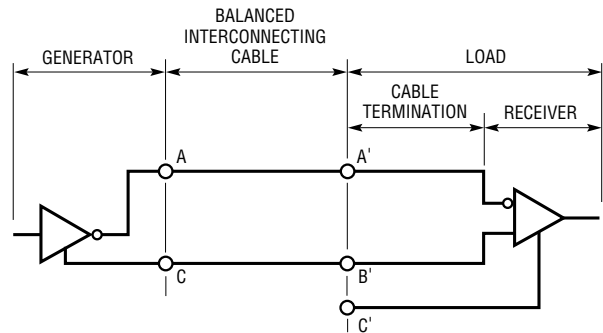 BALANCED
INTERCONNECTING
CABLE
GENERATOR
LOAD
CABLE
TERMINATION
RECEIVER
A
A'
C
B'
C'